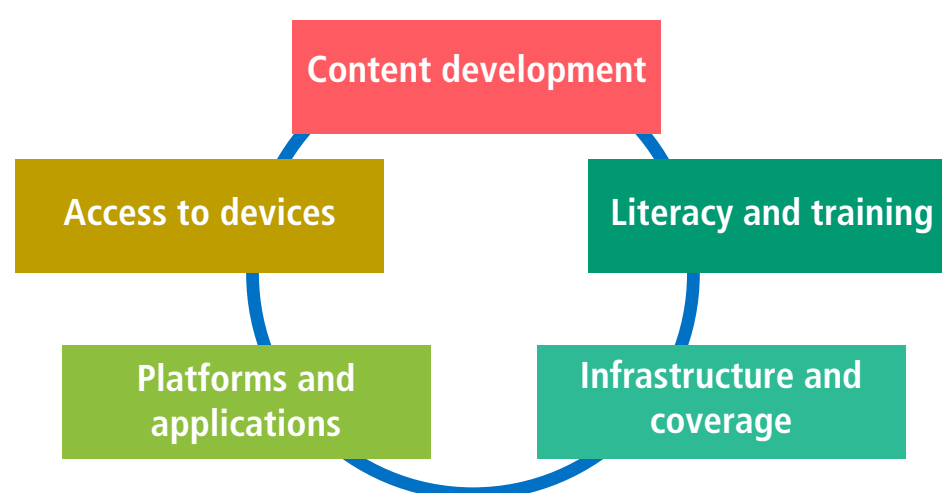 Content development
Access to devices
Literacy and training
Platforms and
applications
Infrastructure and
coverage